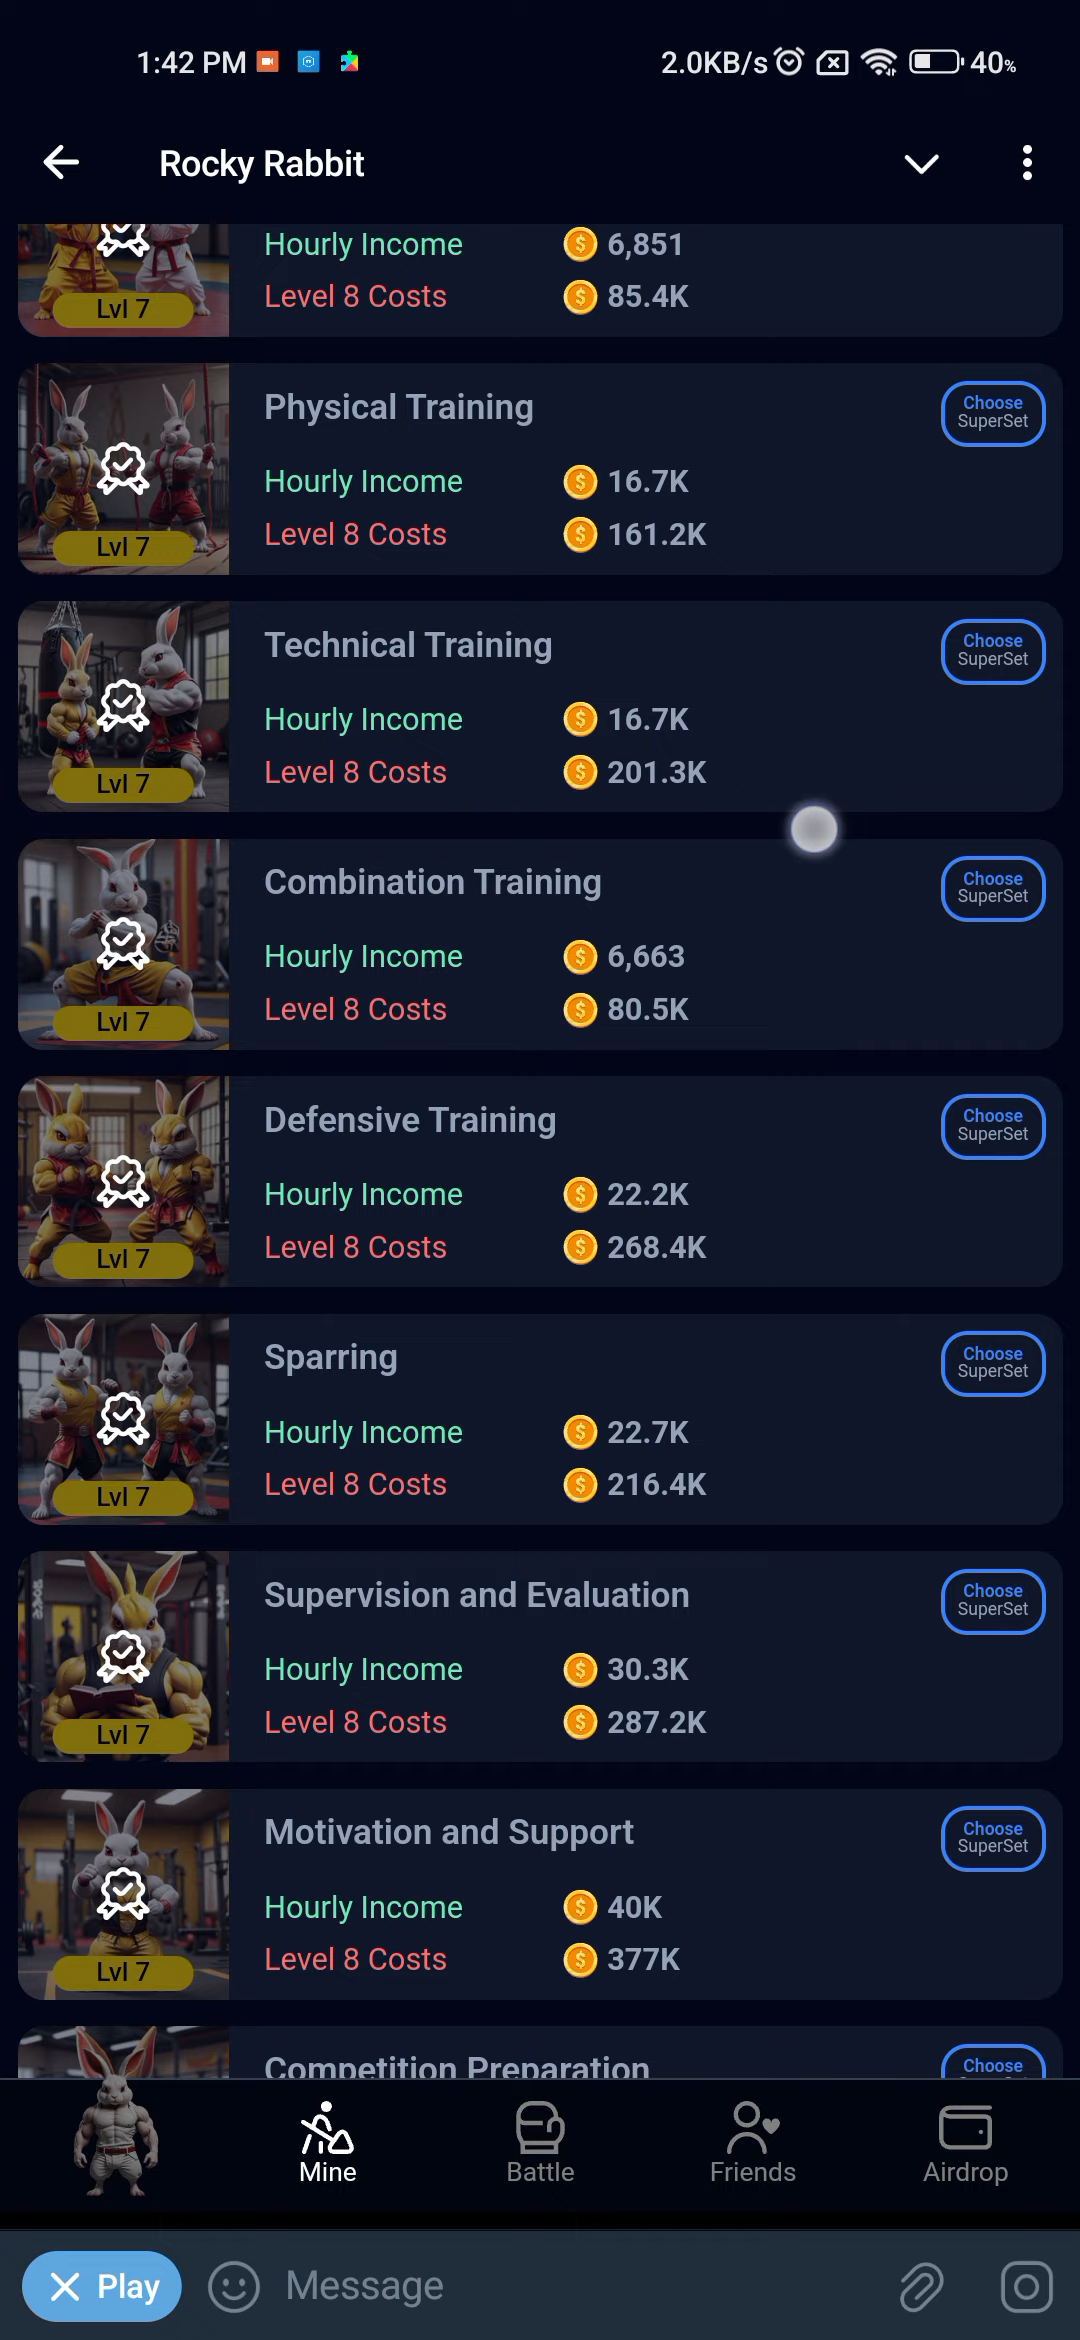 1:42 PM 2.0KB/s 40%
Rocky Rabbit
Hourly Income 6,851
Level 8 Costs 85.4K
Lvl 7
Physical Training
Choose
SuperSet
Hourly Income 16.7K
Level 8 Costs 161.2K
Lvl 7
Technical Training
Choose
SuperSet
Hourly Income 16.7K
Level 8 Costs 201.3K
Lvl 7
Combination Training
Choose
SuperSet
Hourly Income 6,663
Level 8 Costs 80.5K
Lvl 7
Defensive Training
Choose
SuperSet
Hourly Income 22.2K
Level 8 Costs 268.4K
Lvl 7
Sparring
Choose
SuperSet
Hourly Income 22.7K
Level 8 Costs 216.4K
Lvl 7
Supervision and Evaluation
Choose
SuperSet
Hourly Income 30.3K
Level 8 Costs 287.2K
Lvl 7
Motivation and Support
Choose
SuperSet
Hourly Income 40K
Level 8 Costs 377K
Lvl 7
Competition Preparation
Choose
Mine Battle Friends Airdrop
Play Message